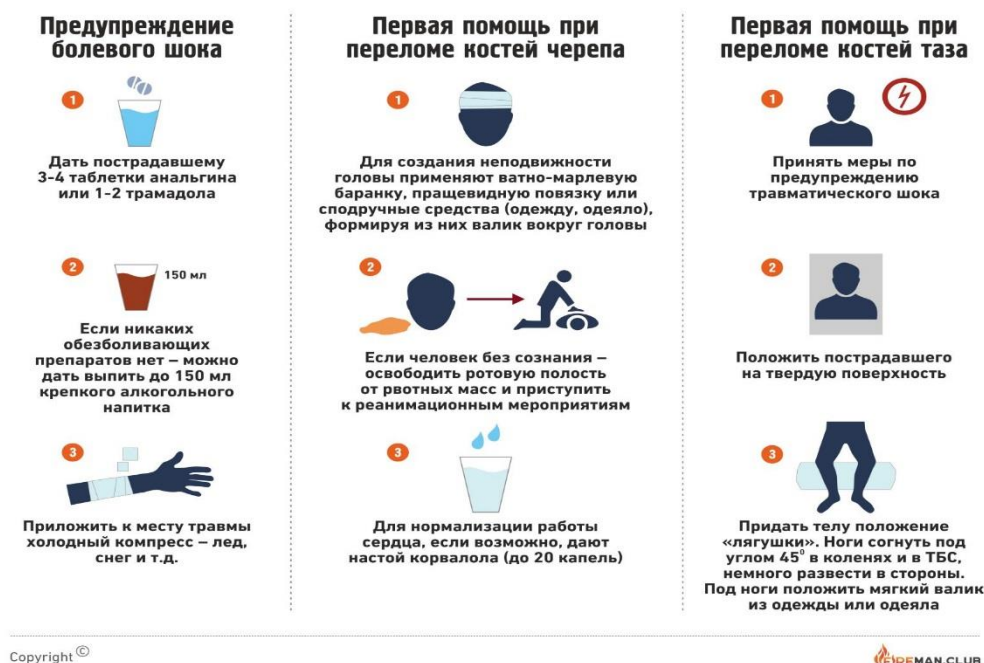 Предупреждение
болевого шока
1
Дать пострадавшему
3-4 таблетки анальгина
или 1-2 трамадола
2
150 мл
Если никаких
обезболивающих
препаратов нет – можно
дать выпить до 150 мл
крепкого алкогольного
напитка
3
Приложить к месту травмы
холодный компресс – лед,
снег и т.д.
Первая помощь при
переломе костей черепа
1
Для создания неподвижности
головы применяют ватно-марлевую
баранку, пращевидную повязку или
сподручные средства (одежду, одеяло),
формируя из них валик вокруг головы
2
Если человек без сознания –
освободить ротовую полость
от рвотных масс и приступить
к реанимационным мероприятиям
3
Для нормализации работы
сердца, если возможно, дают
настой корвалола (до 20 капель)
Первая помощь при
переломе костей таза
1
Принять меры по
предупреждению
травматического шока
2
Положить пострадавшего
на твердую поверхность
3
Придать телу положение
«лягушки». Ноги согнуть под
углом 45° в коленях и в ТБС,
немного развести в стороны.
Под ноги положить мягкий валик
из одежды или одеяла
Copyright ©
FIREMAN.CLUB